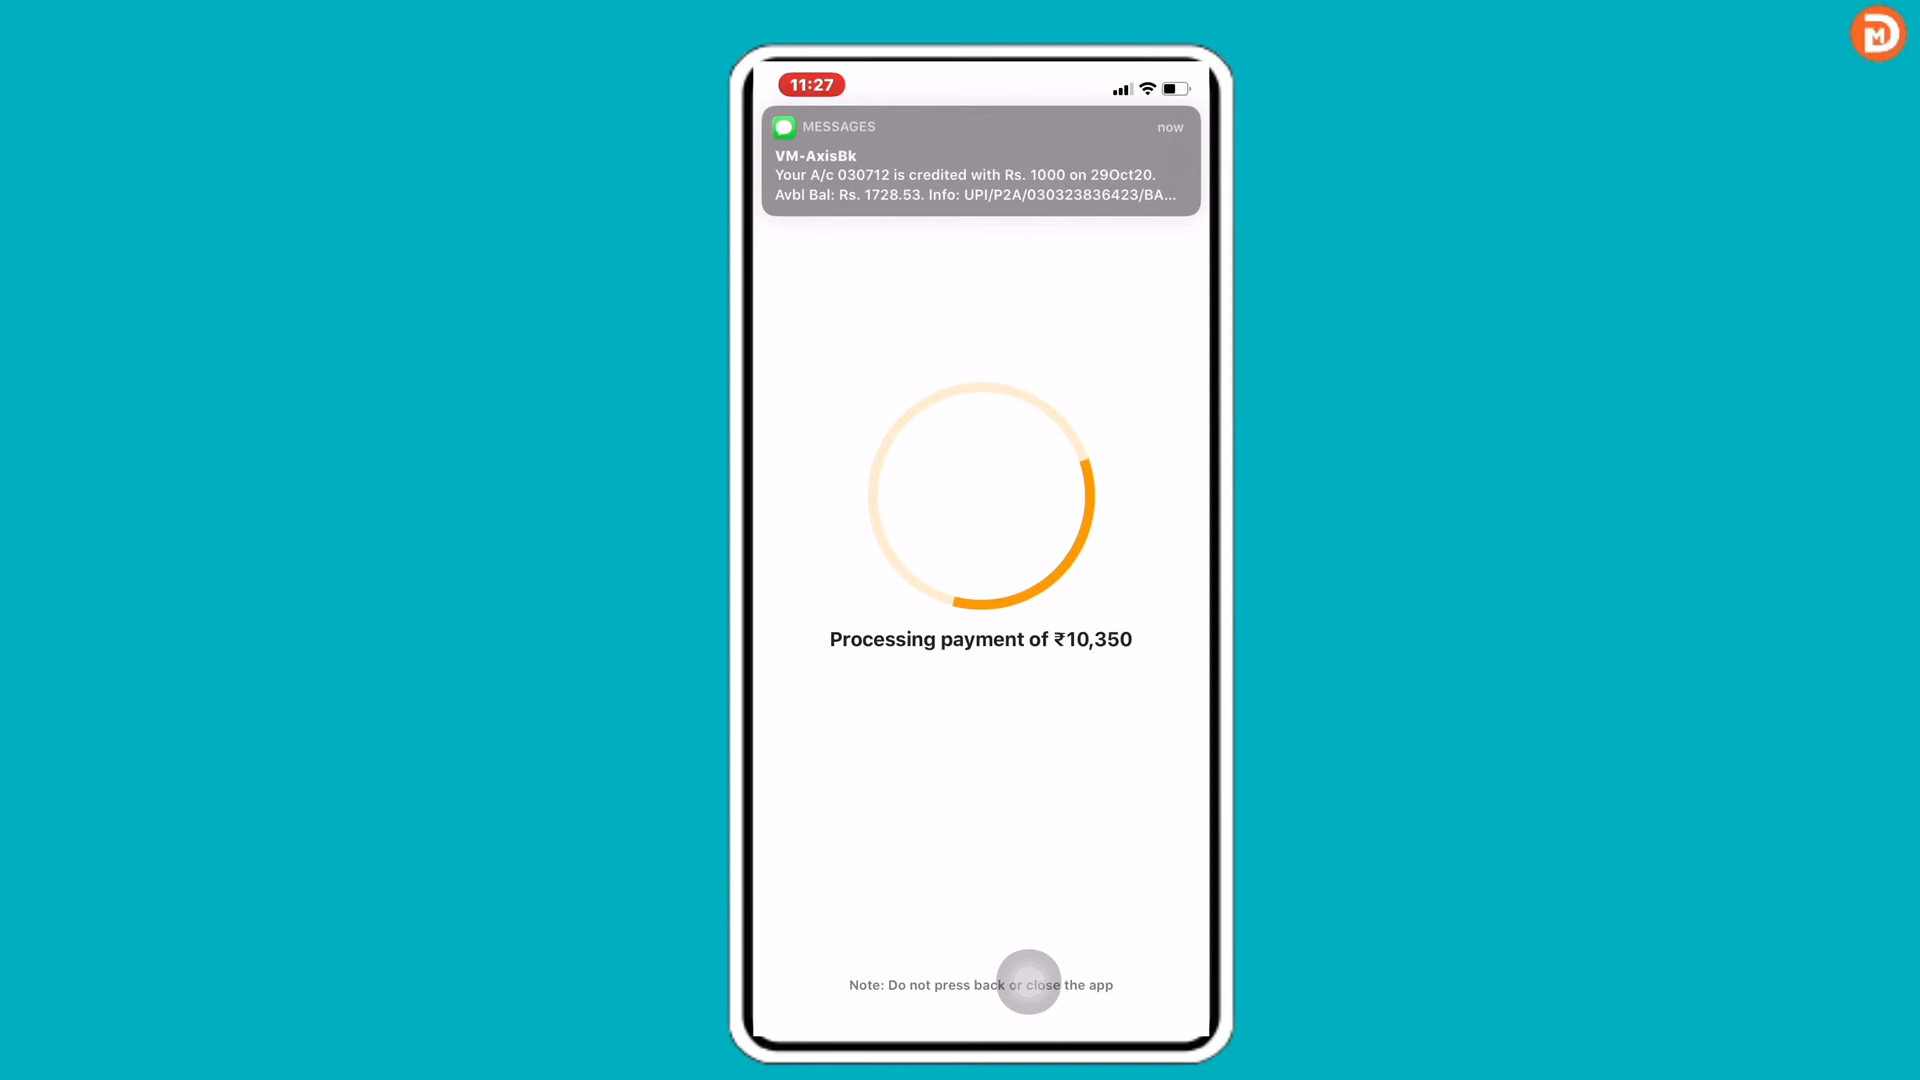 11:27
MESSAGES
now
VM-AxisBk
Your A/c 030712 is credited with Rs. 1000 on 29Oct20.
Avbl Bal: Rs. 1728.53. Info: UPI/P2A/030323836423/BA...
Processing payment of ₹10,350
Note: Do not press back or close the app
DM